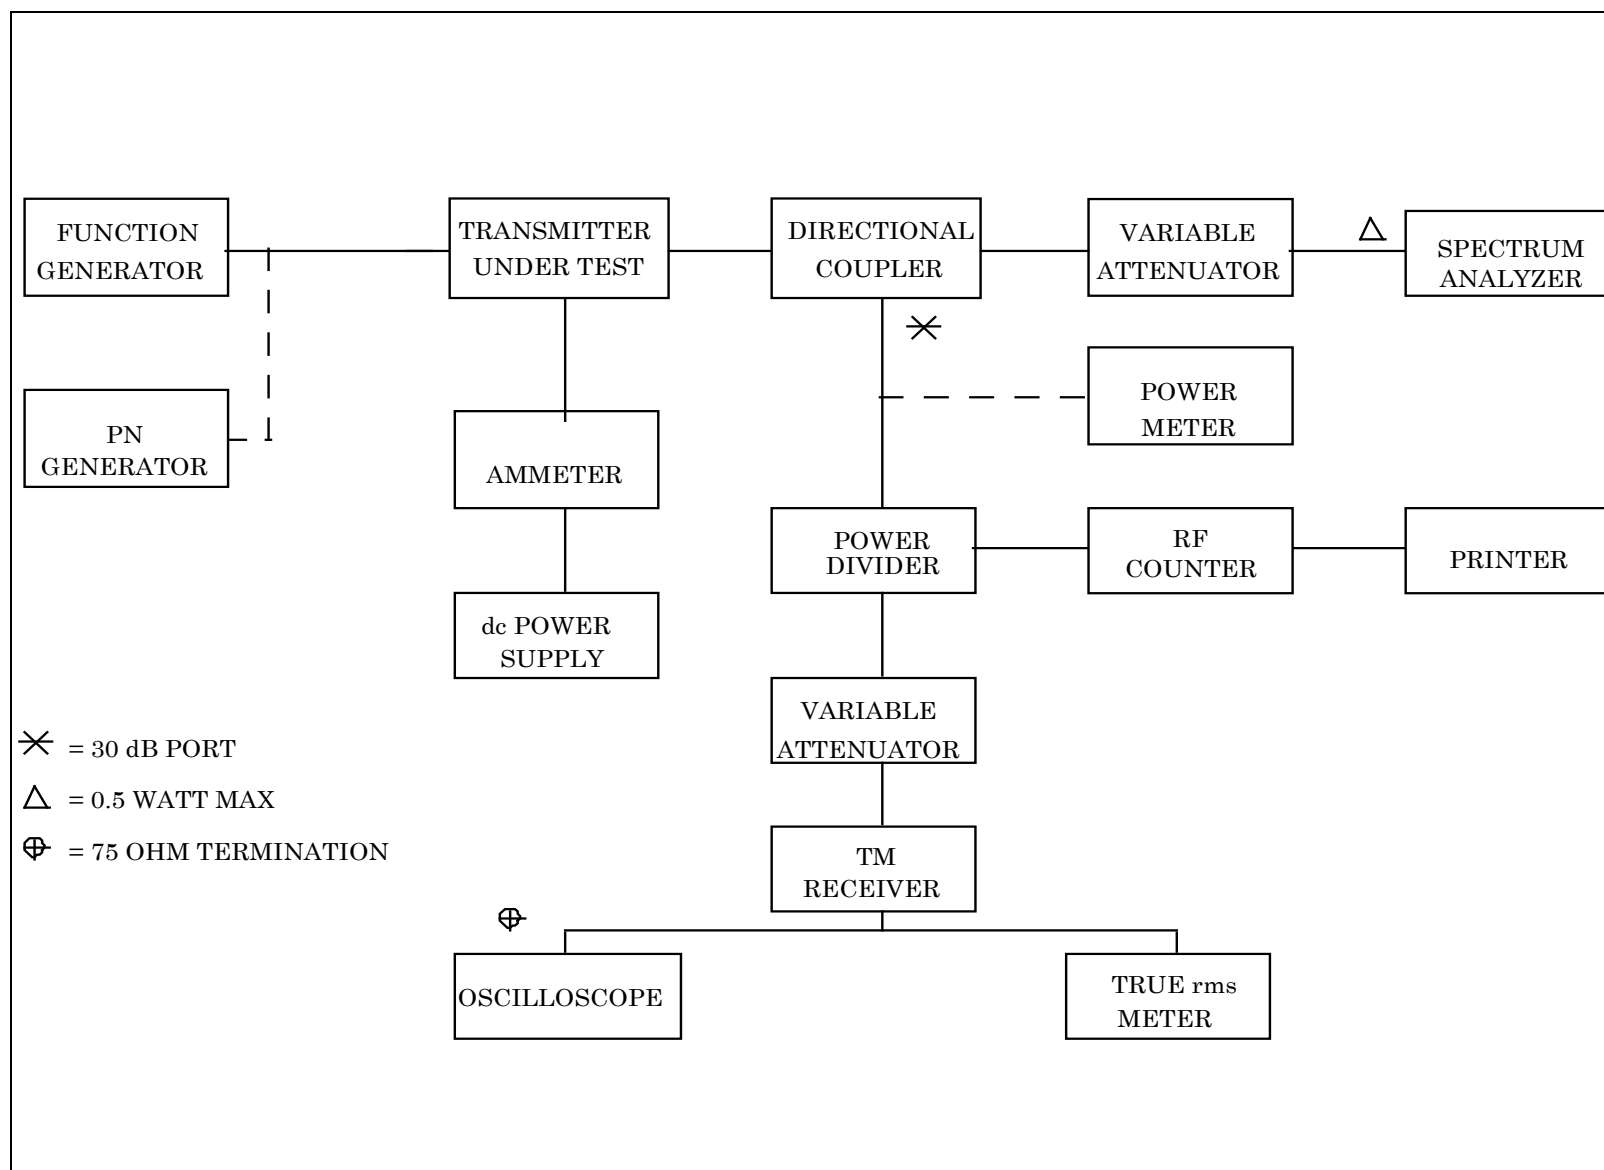 FUNCTION
GENERATOR
TRANSMITTER
UNDER TEST
DIRECTIONAL
COUPLER
VARIABLE
ATTENUATOR
SPECTRUM
ANALYZER
PN
GENERATOR
POWER
METER
AMMETER
POWER
DIVIDER
RF
COUNTER
PRINTER
dc POWER
SUPPLY
VARIABLE
ATTENUATOR
= 30 dB PORT
= 0.5 WATT MAX
= 75 OHM TERMINATION
TM
RECEIVER
OSCILLOSCOPE
TRUE rms
METER